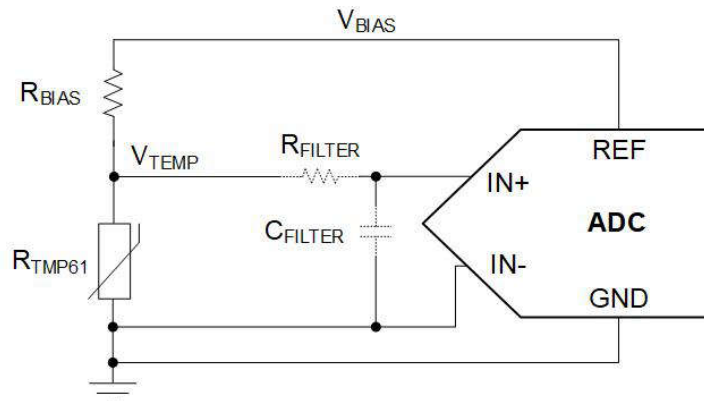 VBIAS
RBIAS
VTEMP
RFILTER
REF
IN+
CFILTER
ADC
RTMP61
IN-
GND